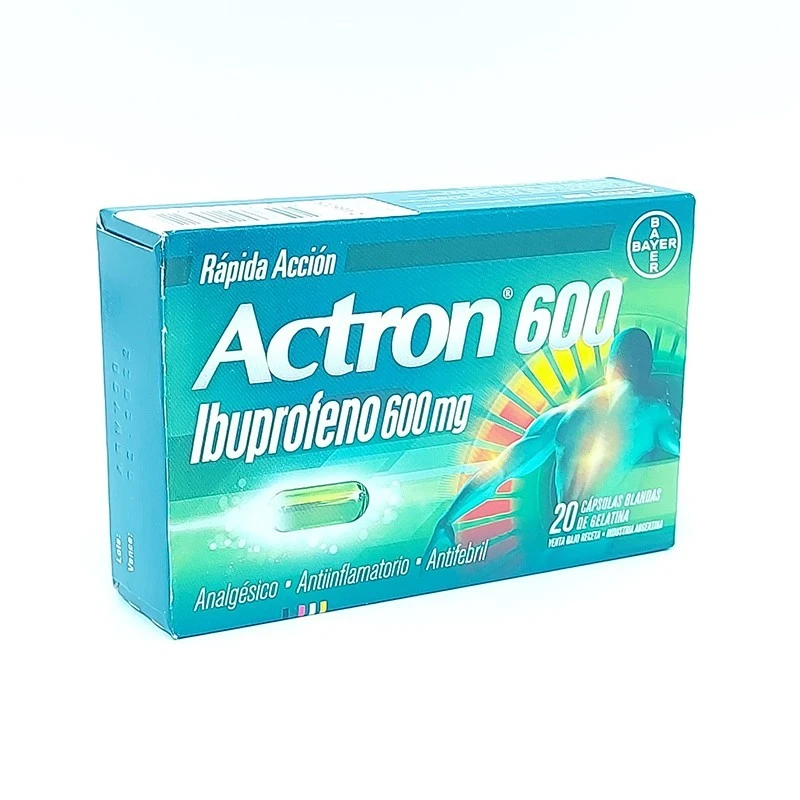 Rápida Acción
BAYER
BAYER
Actron® 600
Ibuprofeno 600 mg
20 CÁPSULAS BLANDAS
DE GELATINA
VENTA BAJO RECETA • INDUSTRIA ARGENTINA
Analgésico • Antiinflamatorio • Antifebril
Lote:
Vence: